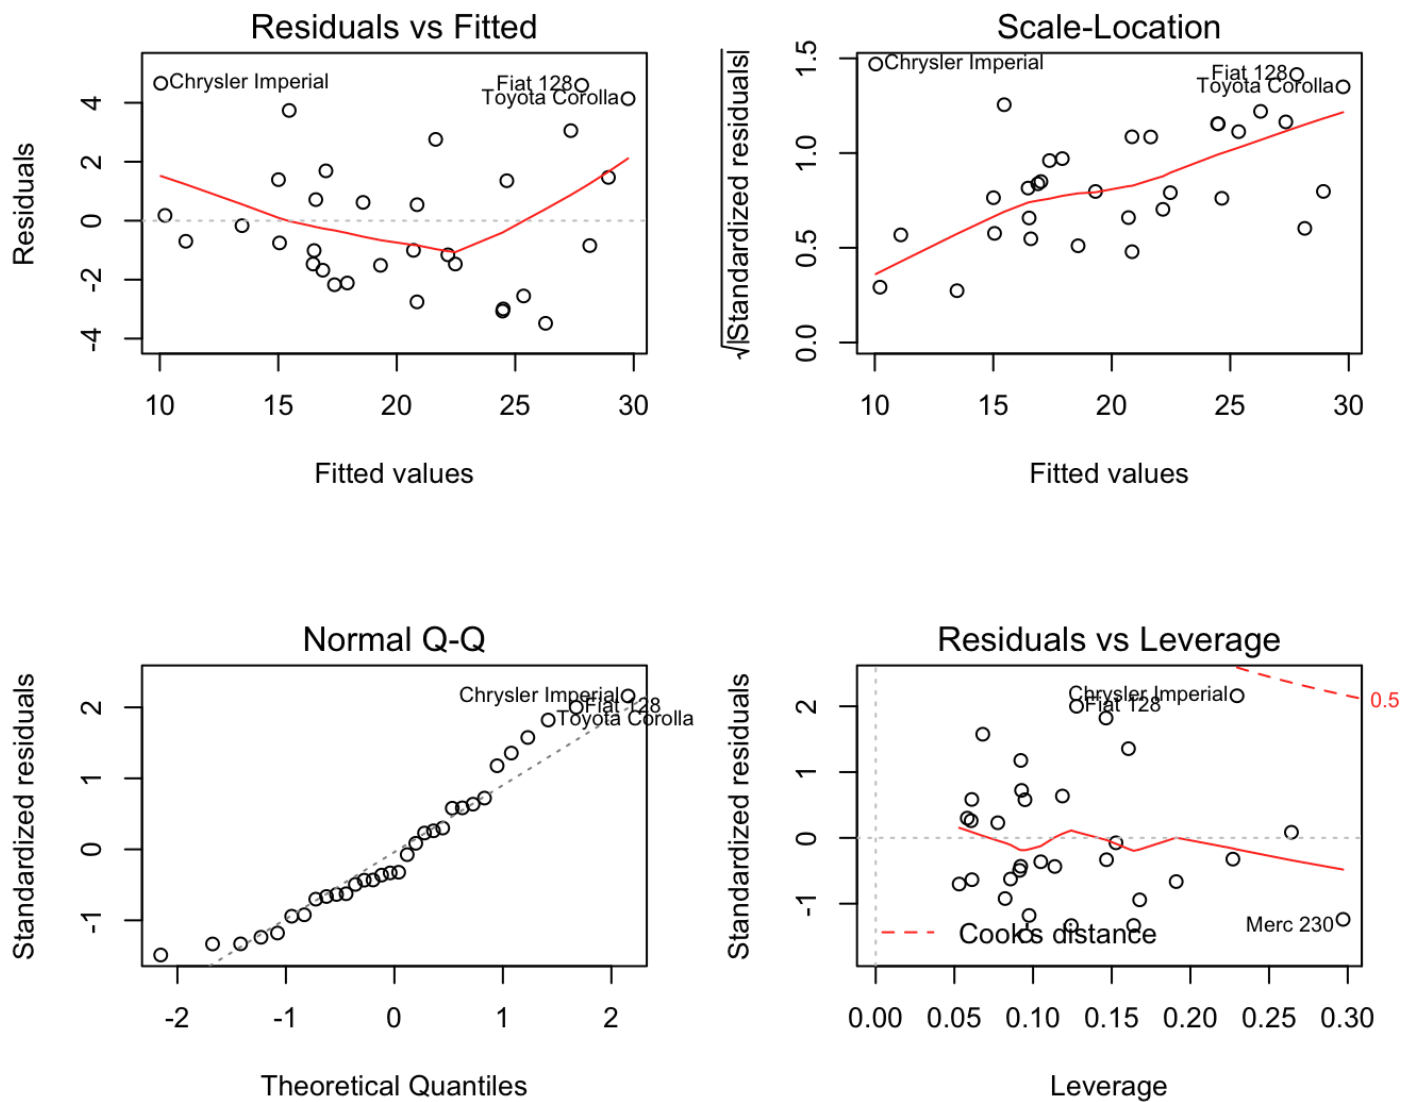 Residuals vs Fitted
Residuals
4
2
0
-2
-4
Chrysler Imperial
Fiat 128
Toyota Corolla
10 15 20 25 30
Fitted values
Scale-Location
√|Standardized residuals|
1.5
1.0
0.5
0.0
Chrysler Imperial
Fiat 128
Toyota Corolla
10 15 20 25 30
Fitted values
Normal Q-Q
Standardized residuals
2
1
0
-1
Chrysler Imperial
Fiat 128
Toyota Corolla
-2 -1 0 1 2
Theoretical Quantiles
Residuals vs Leverage
Standardized residuals
2
1
0
-1
Chrysler Imperial
Fiat 128
0.5
Merc 230
Cook's distance
0.00 0.05 0.10 0.15 0.20 0.25 0.30
Leverage